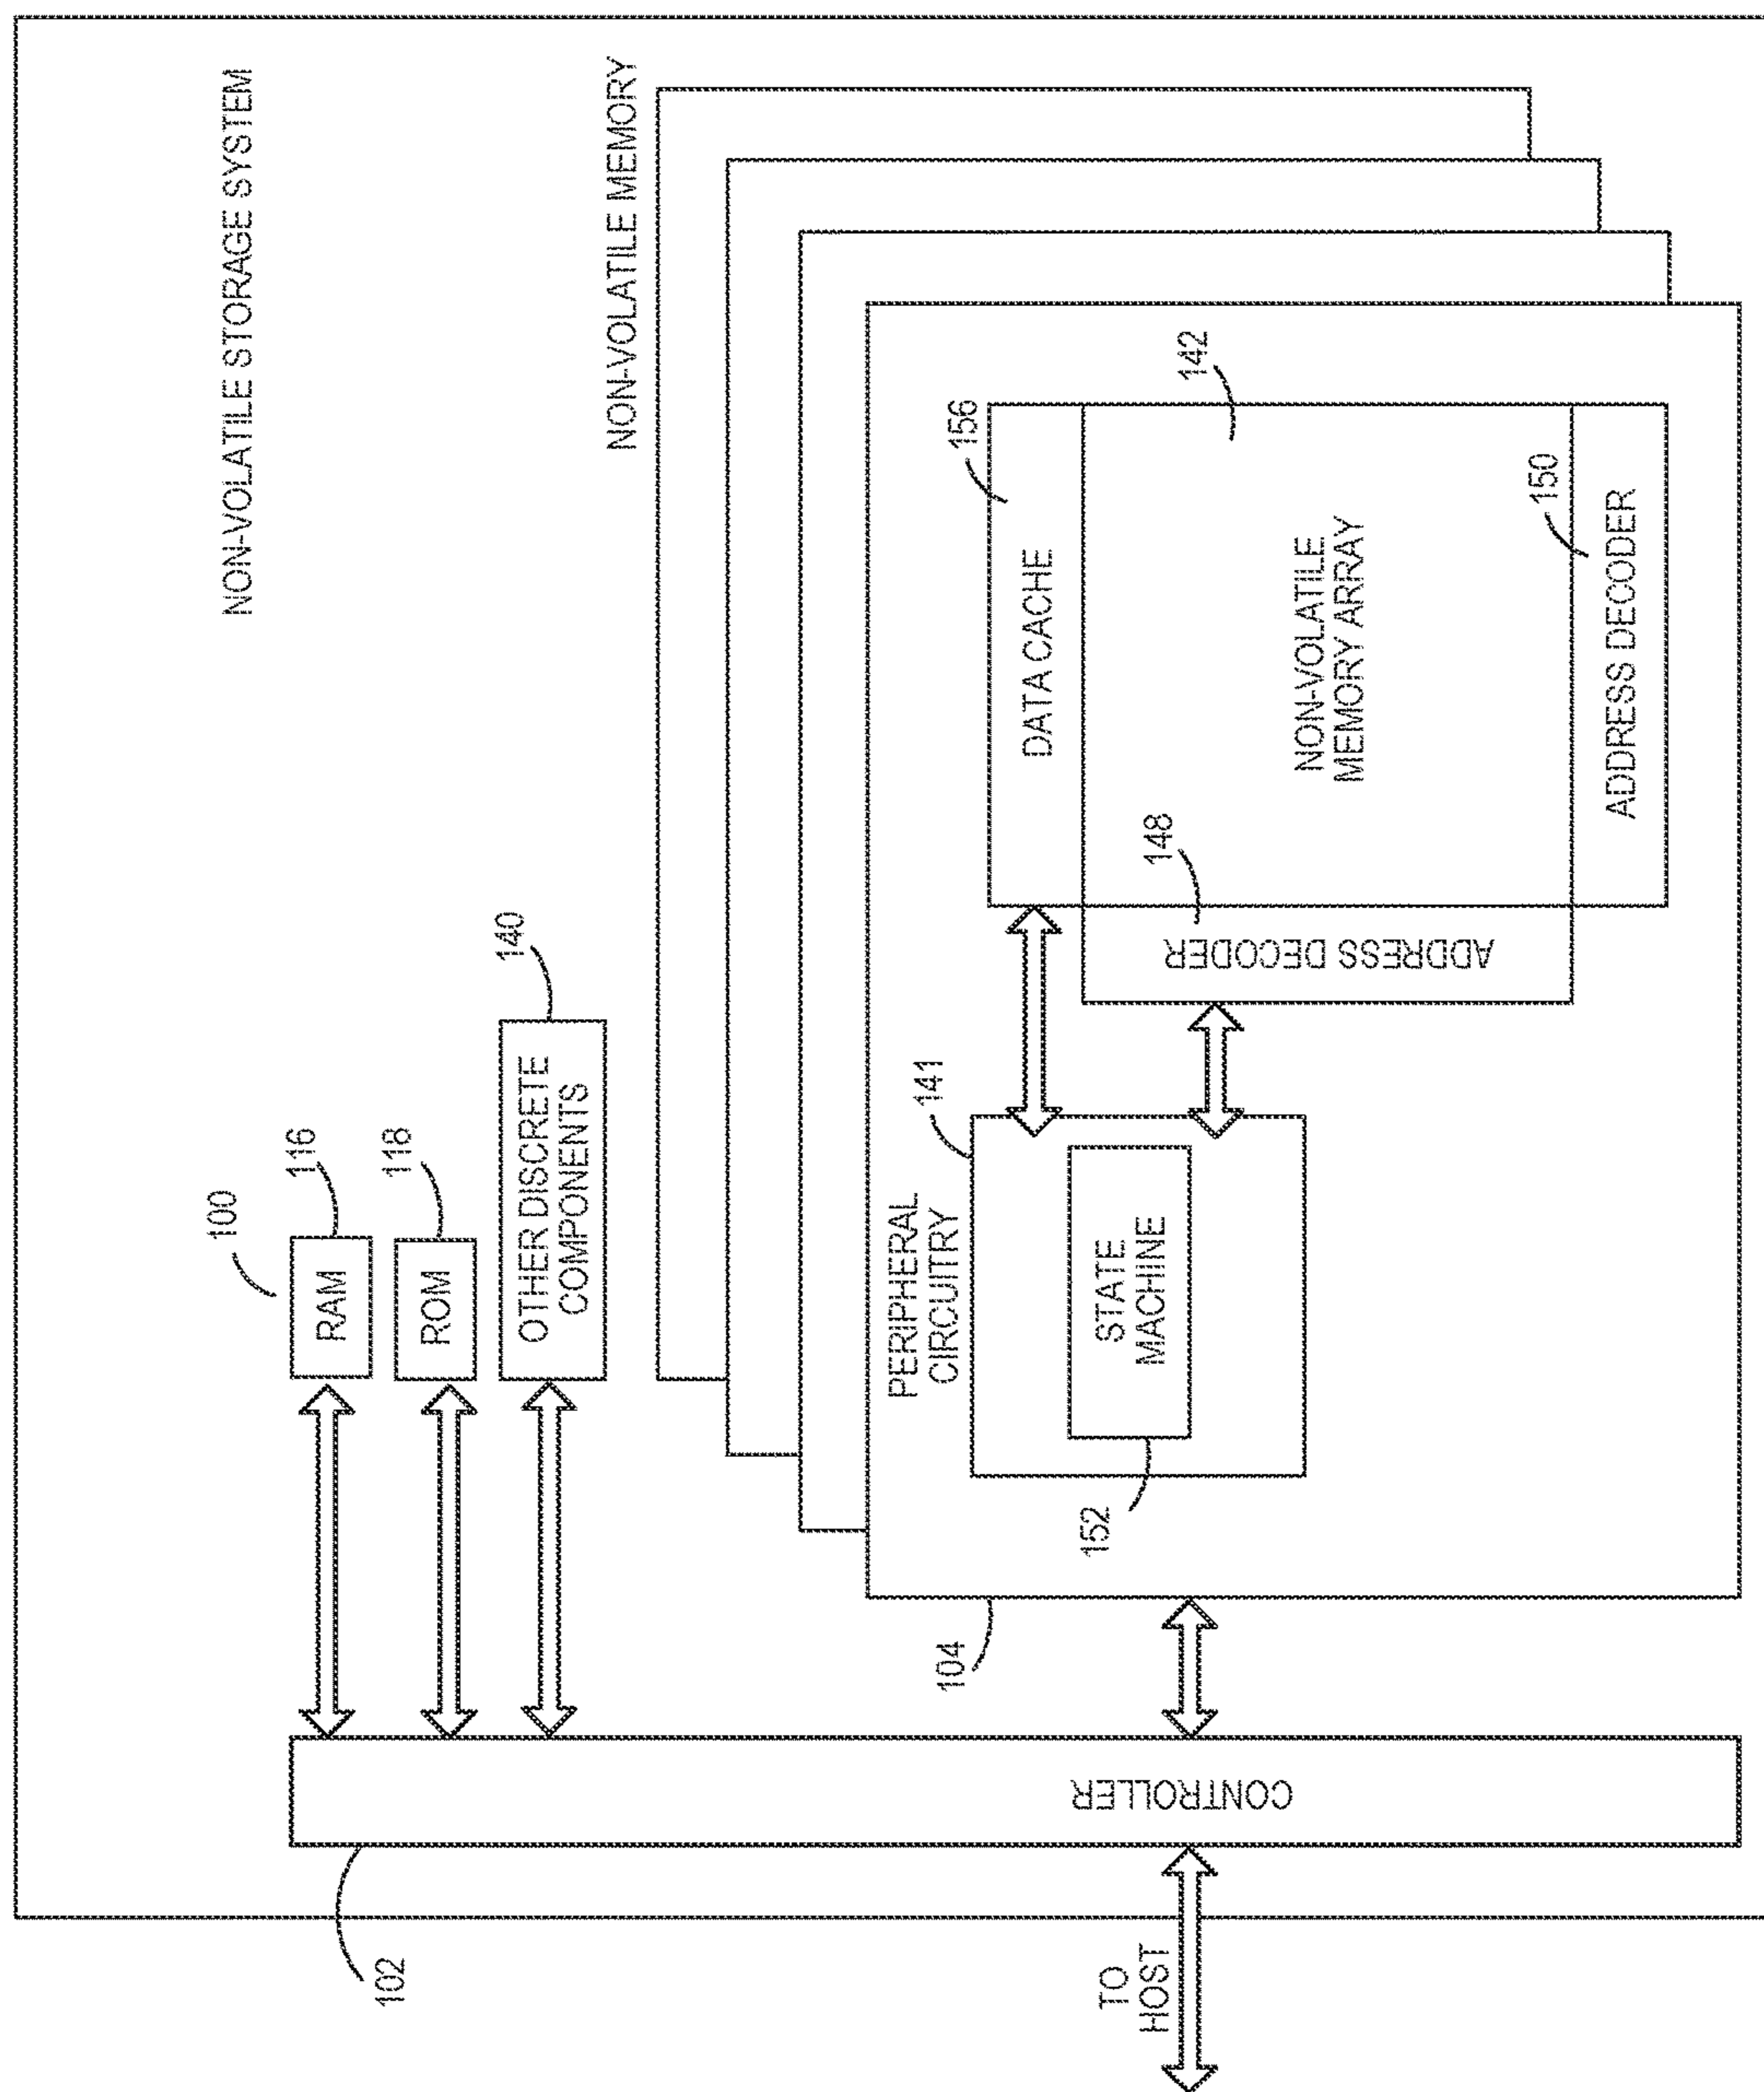 NON-VOLATILE STORAGE SYSTEM
100
116
RAM
118
ROM
140
OTHER DISCRETE
COMPONENTS
NON-VOLATILE MEMORY
102
CONTROLLER
TO
HOST
104
PERIPHERAL
CIRCUITRY
141
STATE
MACHINE
152
DATA CACHE
156
142
NON-VOLATILE
MEMORY ARRAY
148
ADDRESS DECODER
150
ADDRESS DECODER